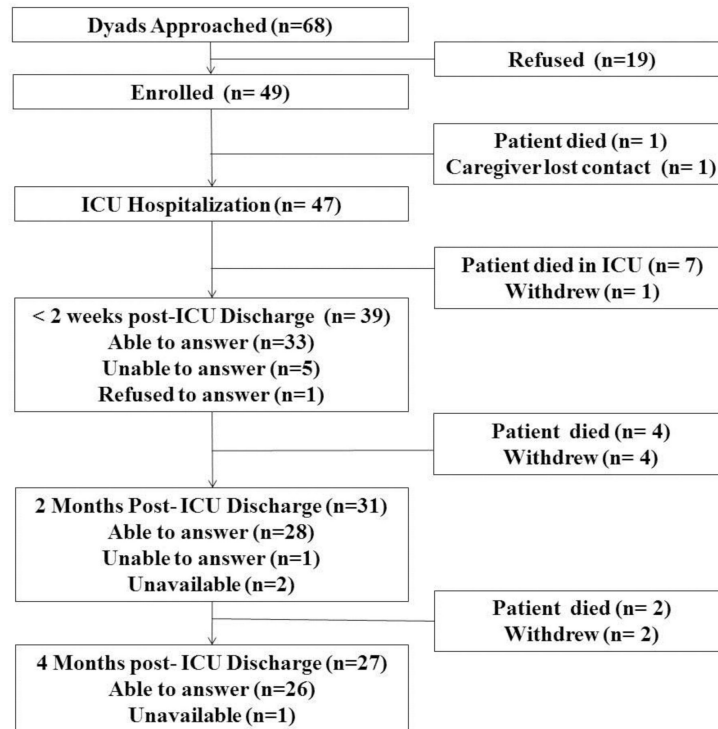 Dyads Approached (n=68)
Refused (n=19)
Enrolled (n= 49)
Patient died (n= 1)
Caregiver lost contact (n= 1)
ICU Hospitalization (n= 47)
Patient died in ICU (n= 7)
Withdrew (n= 1)
< 2 weeks post-ICU Discharge (n= 39)
Able to answer (n=33)
Unable to answer (n=5)
Refused to answer (n=1)
Patient died (n= 4)
Withdrew (n= 4)
2 Months Post- ICU Discharge (n=31)
Able to answer (n=28)
Unable to answer (n=1)
Unavailable (n=2)
Patient died (n= 2)
Withdrew (n= 2)
4 Months post- ICU Discharge (n=27)
Able to answer (n=26)
Unavailable (n=1)